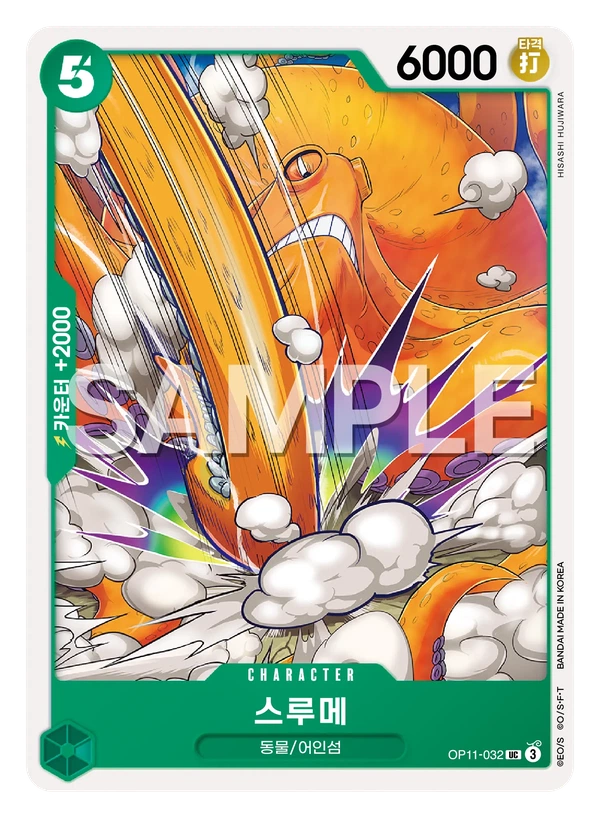 5
6000
타격
打
HISASHI HUJIWARA
카운터 +2000
SAMPLE
CHARACTER
스루메
동물/어인섬
OP11-032 UC 3
©EO/S ©O/S·F·T BANDAI MADE IN KOREA